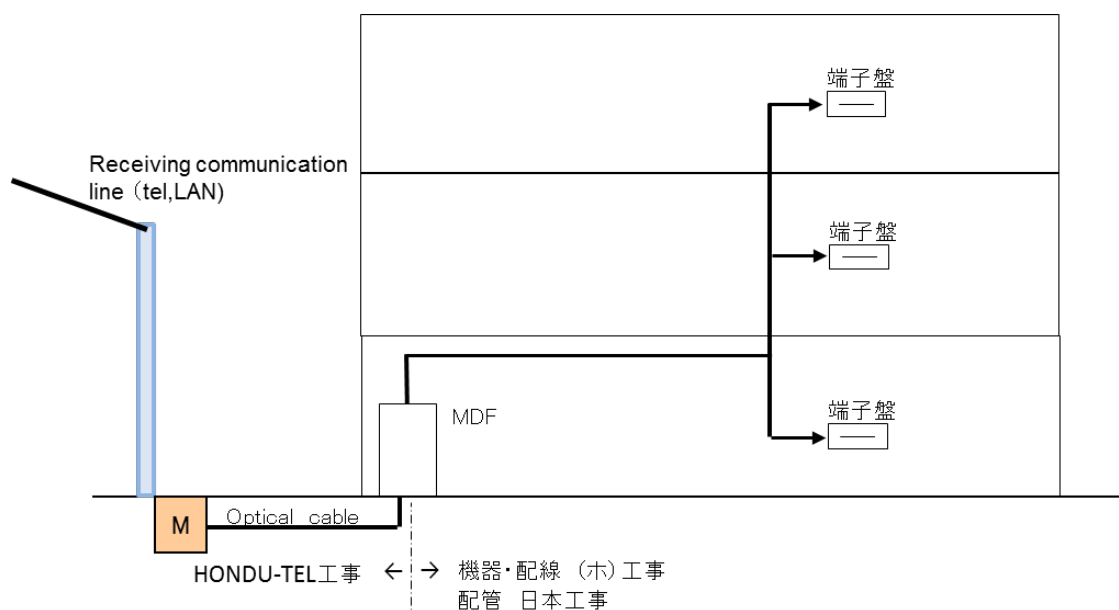 端子盤
Receiving communication
line（tel,LAN)
端子盤
端子盤
MDF
M
Optical cable
HONDU-TEL工事 ← → 機器・配線 (ホ) 工事
配管 日本工事